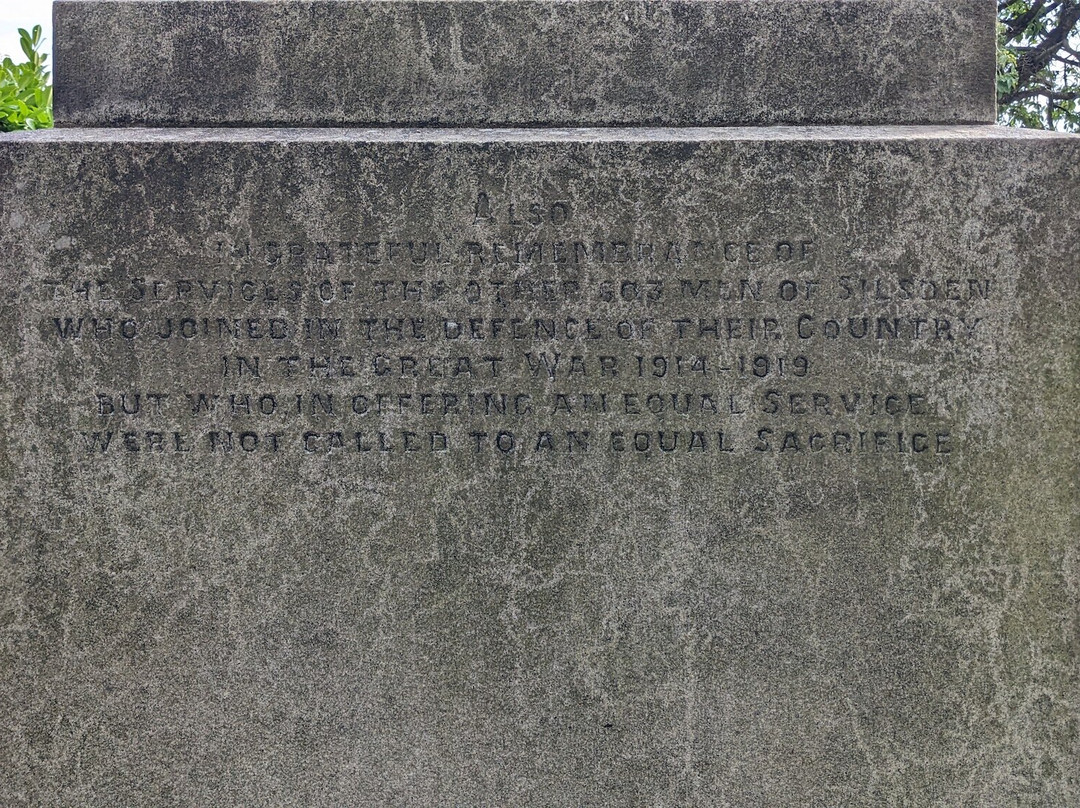 ALSO
IN GRATEFUL REMEMBRANCE OF
THE SERVICES OF THE OTHER 503 MEN OF SILSDEN
WHO JOINED IN THE DEFENCE OF THEIR COUNTRY
IN THE GREAT WAR 1914-1919
BUT WHO, IN OFFERING AN EQUAL SERVICE,
WERE NOT CALLED TO AN EQUAL SACRIFICE